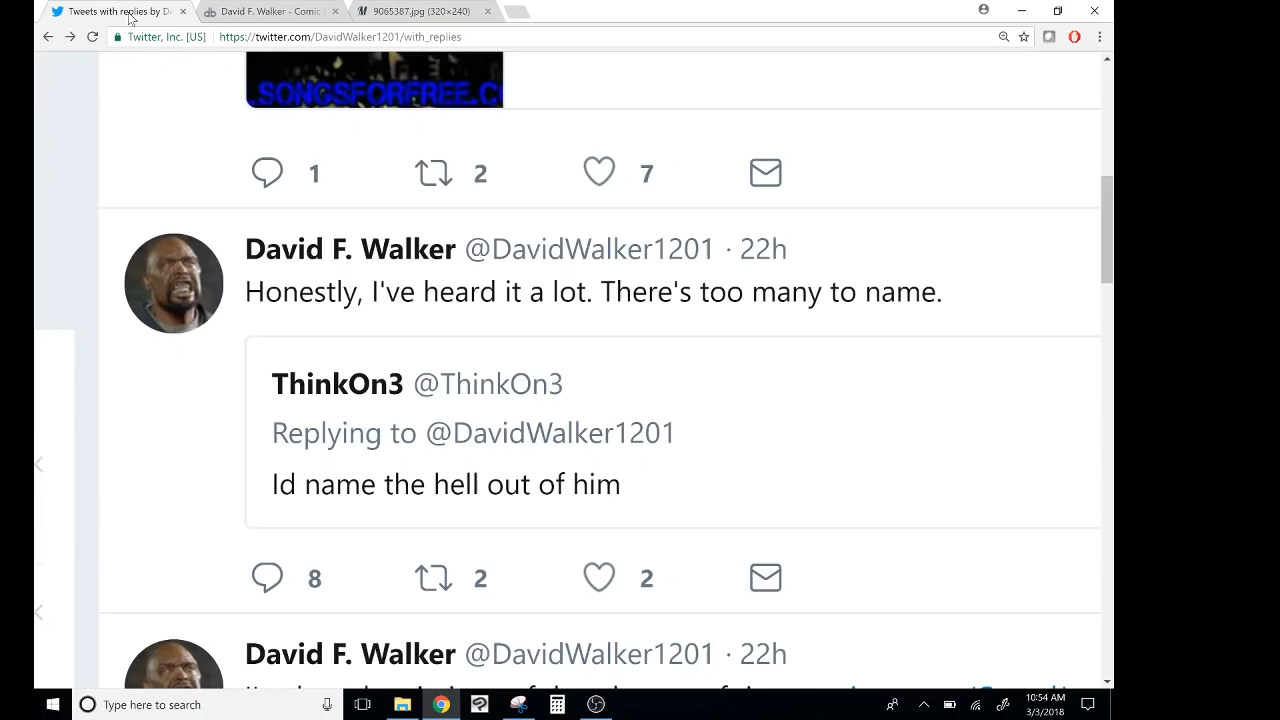 Tweets with replies by Da
David F. Walker - Comic
9065387.jpg (320×240)
Twitter, Inc. [US]
https://twitter.com/DavidWalker1201/with_replies
.SONGSFORFREE.C
1
2
7
David F. Walker @DavidWalker1201 · 22h
Honestly, I've heard it a lot. There's too many to name.
ThinkOn3 @ThinkOn3
Replying to @DavidWalker1201
Id name the hell out of him
8
2
2
David F. Walker @DavidWalker1201 · 22h
Type here to search
10:54 AM
3/3/2018